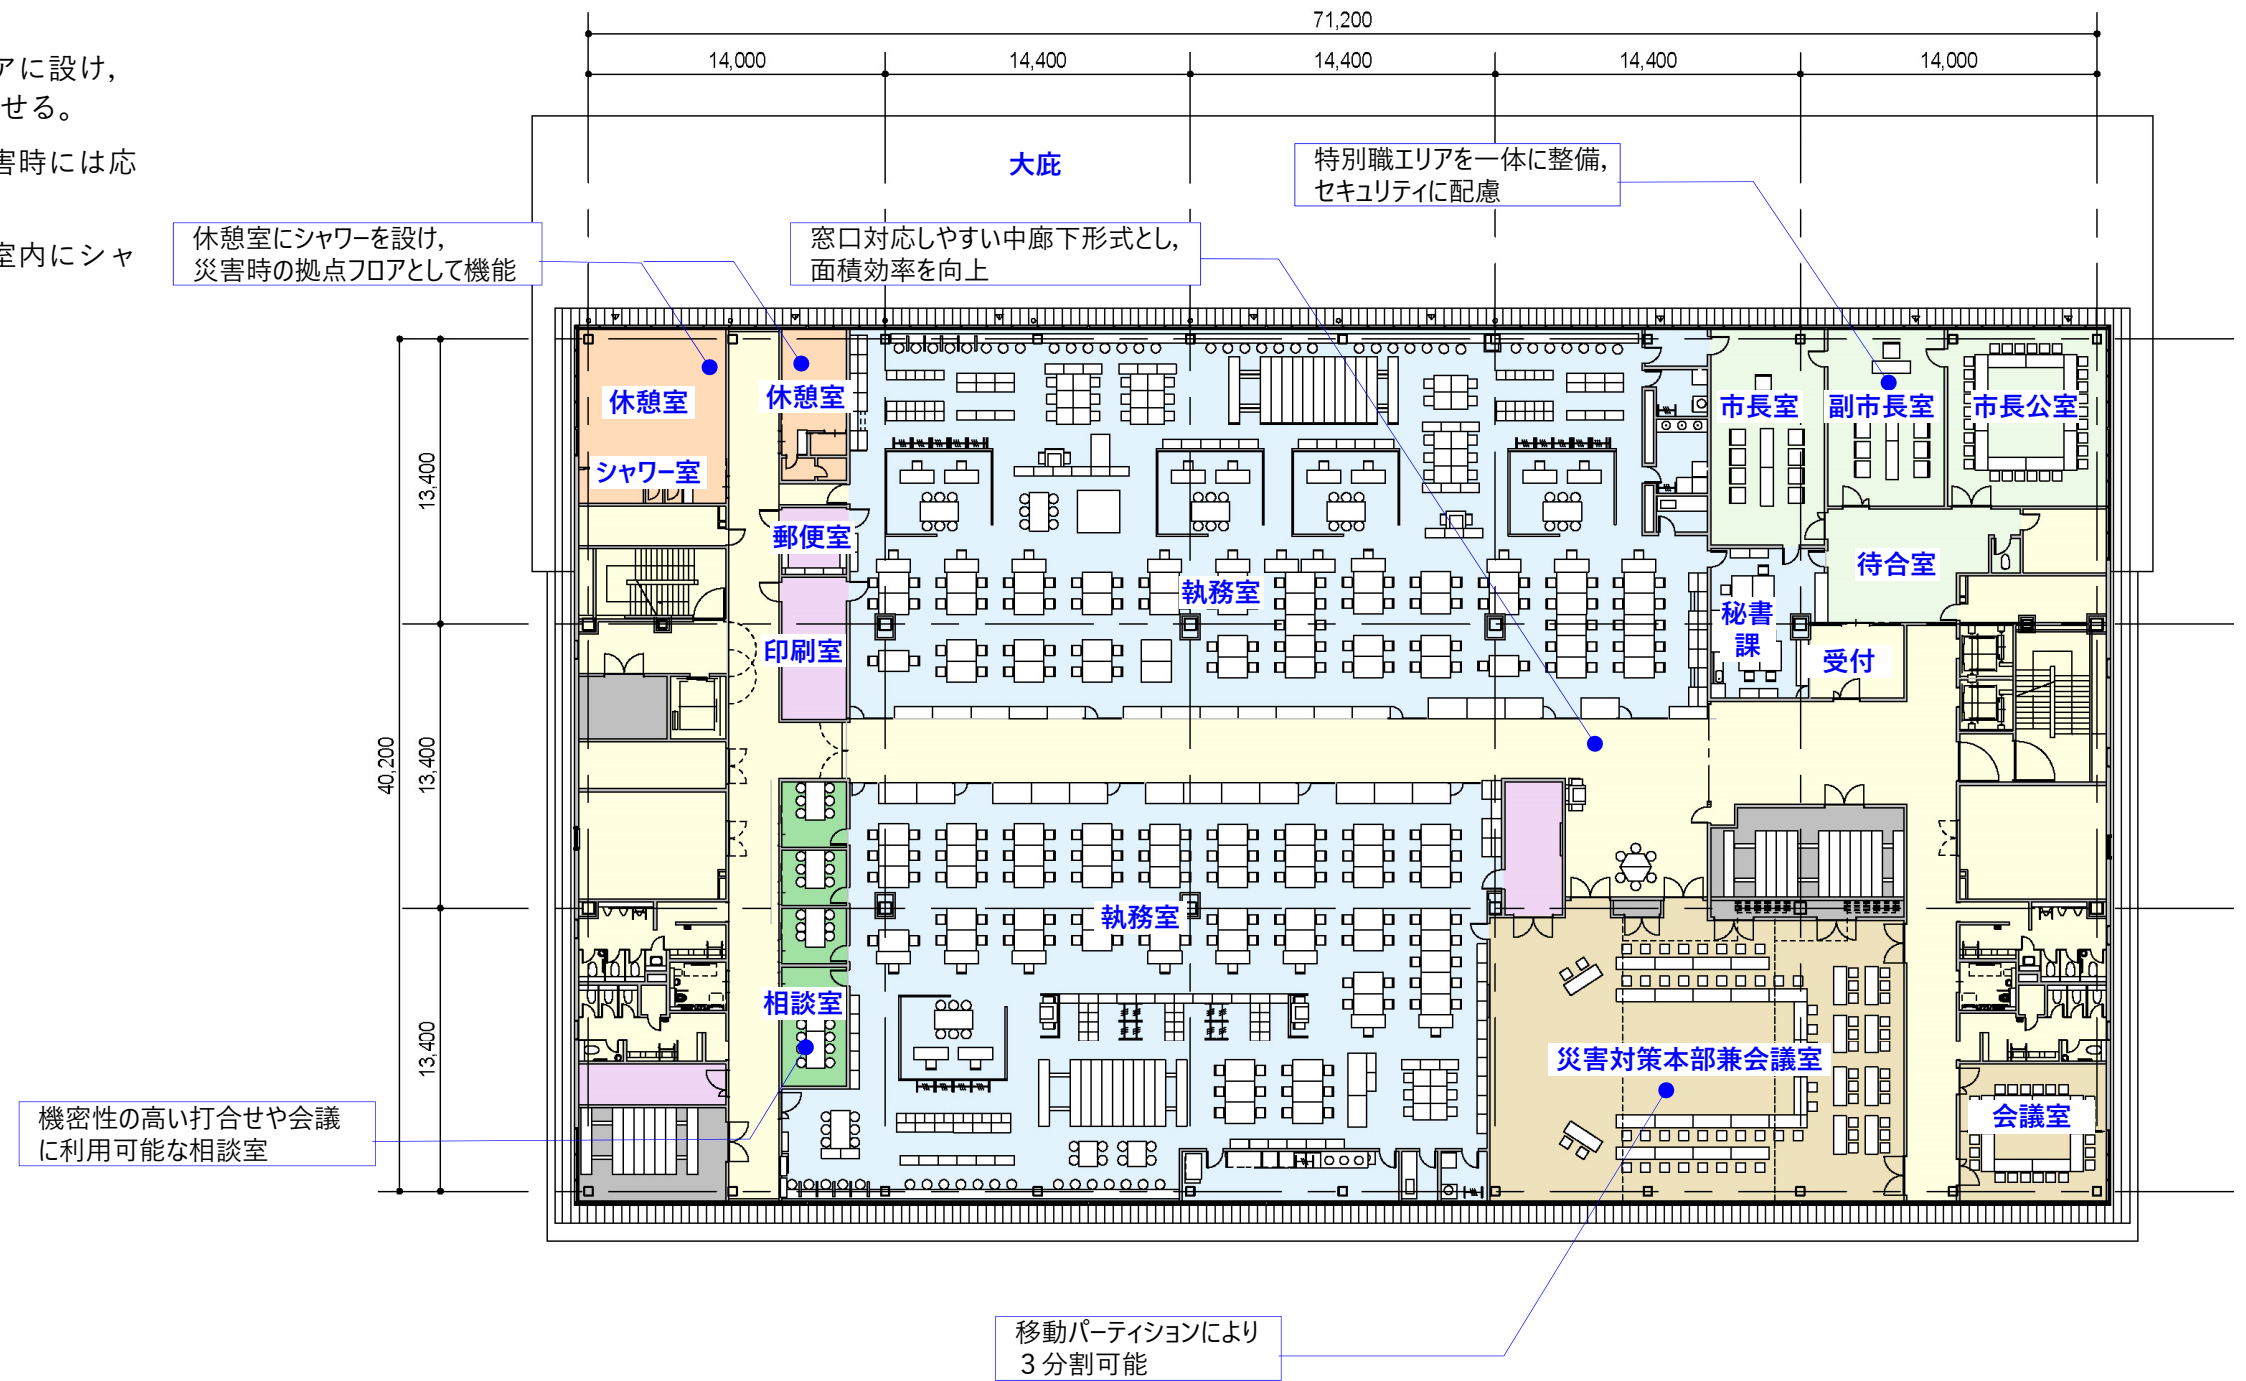 アに設け，
せる。
害時には応
室内にシャ
71,200
14,000
14,400
14,400
14,400
14,000
大庇
特別職エリアを一体に整備，
セキュリティに配慮
休憩室にシャワーを設け，
災害時の拠点フロアとして機能
窓口対応しやすい中廊下形式とし，
面積効率を向上
休憩室
休憩室
シャワー室
市長室
副市長室
市長公室
郵便室
執務室
待合室
秘書
課
印刷室
受付
40,200
13,400
13,400
13,400
執務室
相談室
災害対策本部兼会議室
会議室
機密性の高い打合せや会議
に利用可能な相談室
移動パーティションにより
３分割可能